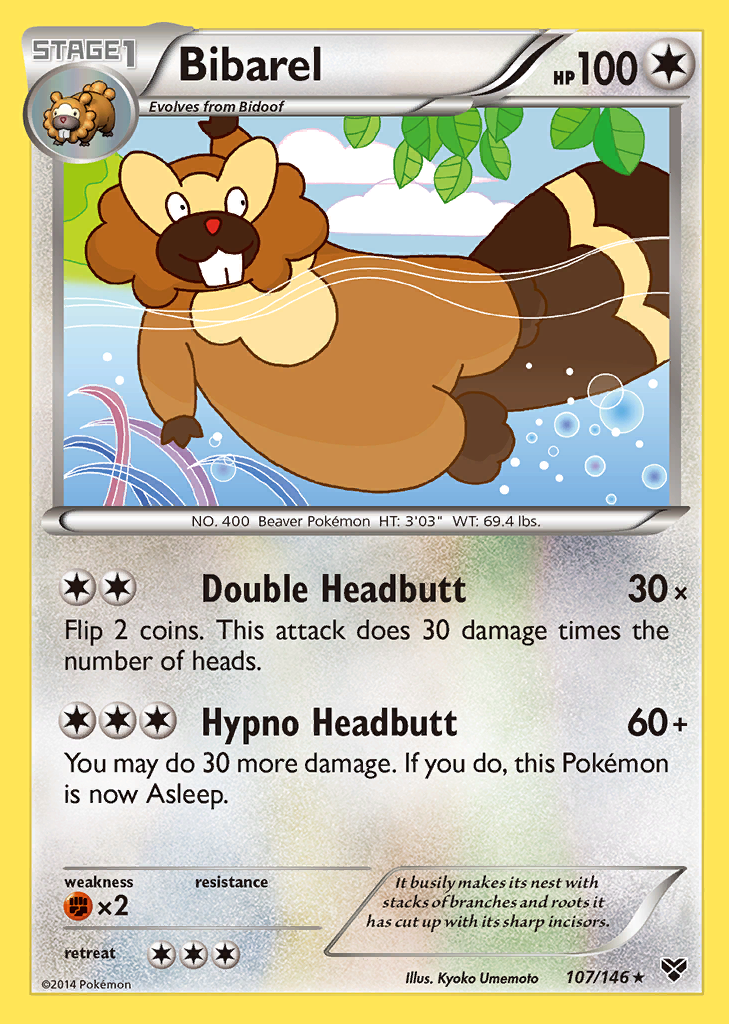 STAGE1
Bibarel
HP100
Evolves from Bidoof
NO. 400 Beaver Pokémon HT: 3'03" WT: 69.4 lbs.
Double Headbutt 30×
Flip 2 coins. This attack does 30 damage times the
number of heads.
Hypno Headbutt 60+
You may do 30 more damage. If you do, this Pokémon
is now Asleep.
weakness resistance
×2
It busily makes its nest with
stacks of branches and roots it
has cut up with its sharp incisors.
retreat
©2014 Pokémon
Illus. Kyoko Umemoto 107/146 ★